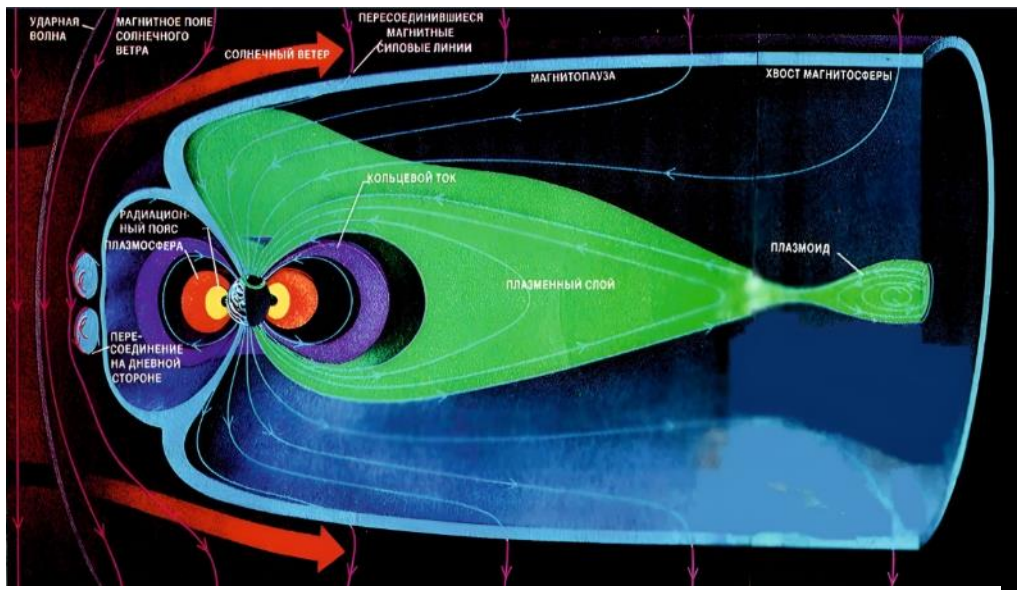 УДАРНАЯ
ВОЛНА
МАГНИТНОЕ ПОЛЕ
СОЛНЕЧНОГО
ВЕТРА
СОЛНЕЧНЫЙ ВЕТЕР
ПЕРЕСОЕДИНИВШИЕСЯ
МАГНИТНЫЕ
СИЛОВЫЕ ЛИНИИ
МАГНИТОПАУЗА
ХВОСТ МАГНИТОСФЕРЫ
КОЛЬЦЕВОЙ ТОК
РАДИАЦИОН-
НЫЙ ПОЯС
ПЛАЗМОСФЕРА
ПЛАЗМЕННЫЙ СЛОЙ
ПЛАЗМОИД
ПЕРЕ-
СОЕДИНЕНИЕ
НА ДНЕВНОЙ
СТОРОНЕ